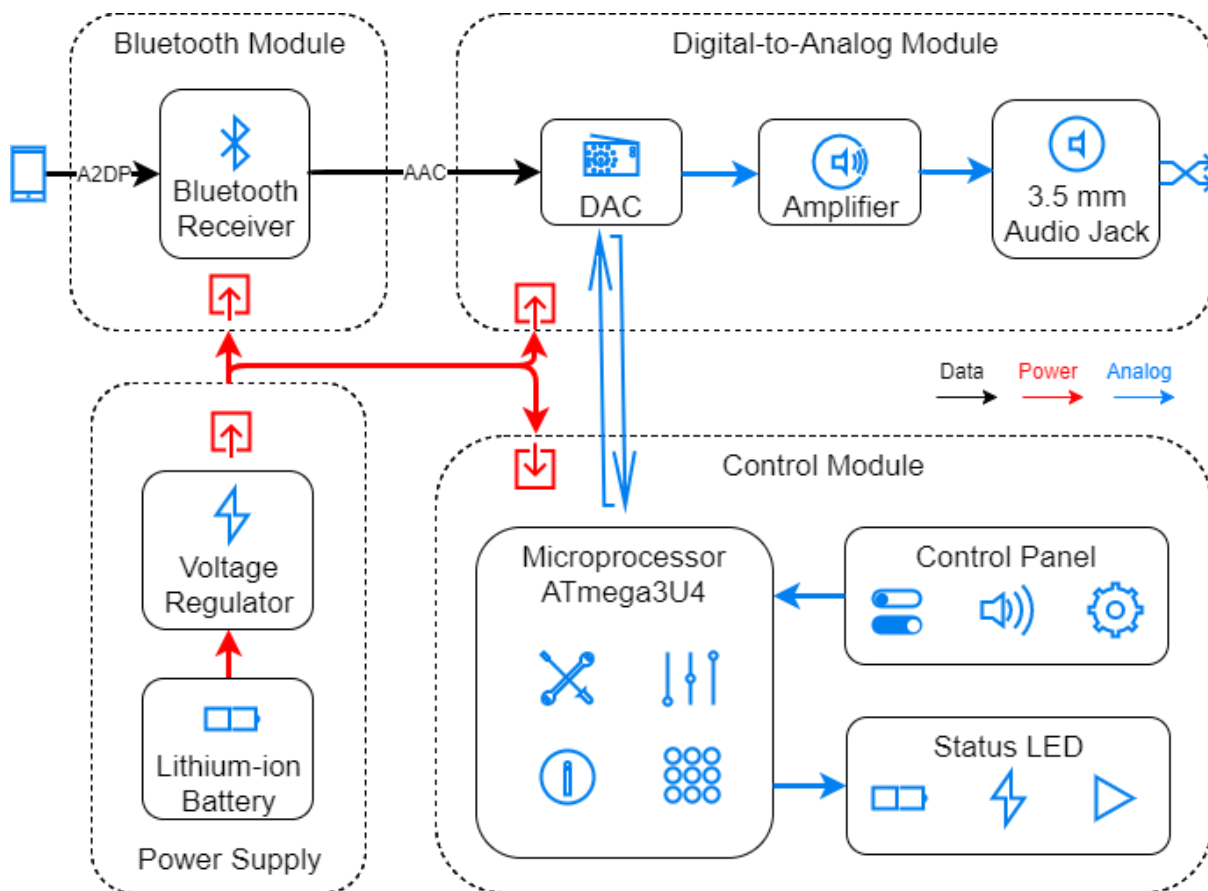 Bluetooth Module
Digital-to-Analog Module
A2DP
Bluetooth
Receiver
AAC
DAC
Amplifier
3.5 mm
Audio Jack
Data
Power
Analog
Voltage
Regulator
Lithium-ion
Battery
Power Supply
Control Module
Microprocessor
ATmega3U4
Control Panel
Status LED